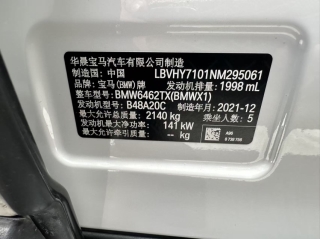 华晨宝马汽车有限公司制造
制造国: 中国 LBVHY7101NM295061
品牌: 宝马(BMW)牌 发动机排量: 1998 mL
整车型号: BMW6462TX(BMWX1)
发动机型号: B48A20C 制造年月: 2021-12
最大允许总质量: 2140 kg 乘坐人数: 5
发动机最大净功率: 141 kW
最大允许牵引质量: -- kg